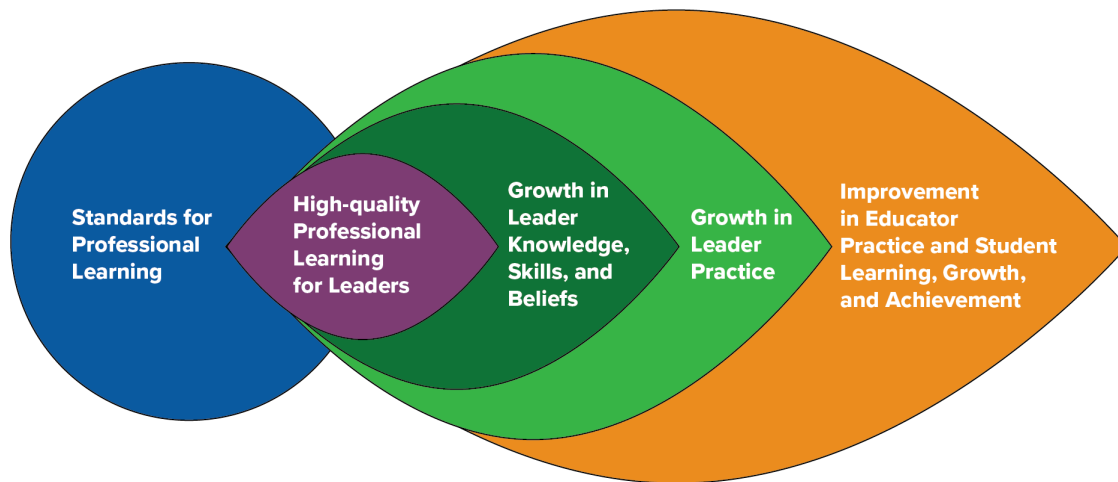 Standards for
Professional
Learning
High-quality
Professional
Learning
for Leaders
Growth in
Leader
Knowledge,
Skills, and
Beliefs
Growth in
Leader
Practice
Improvement
in Educator
Practice and Student
Learning, Growth,
and Achievement